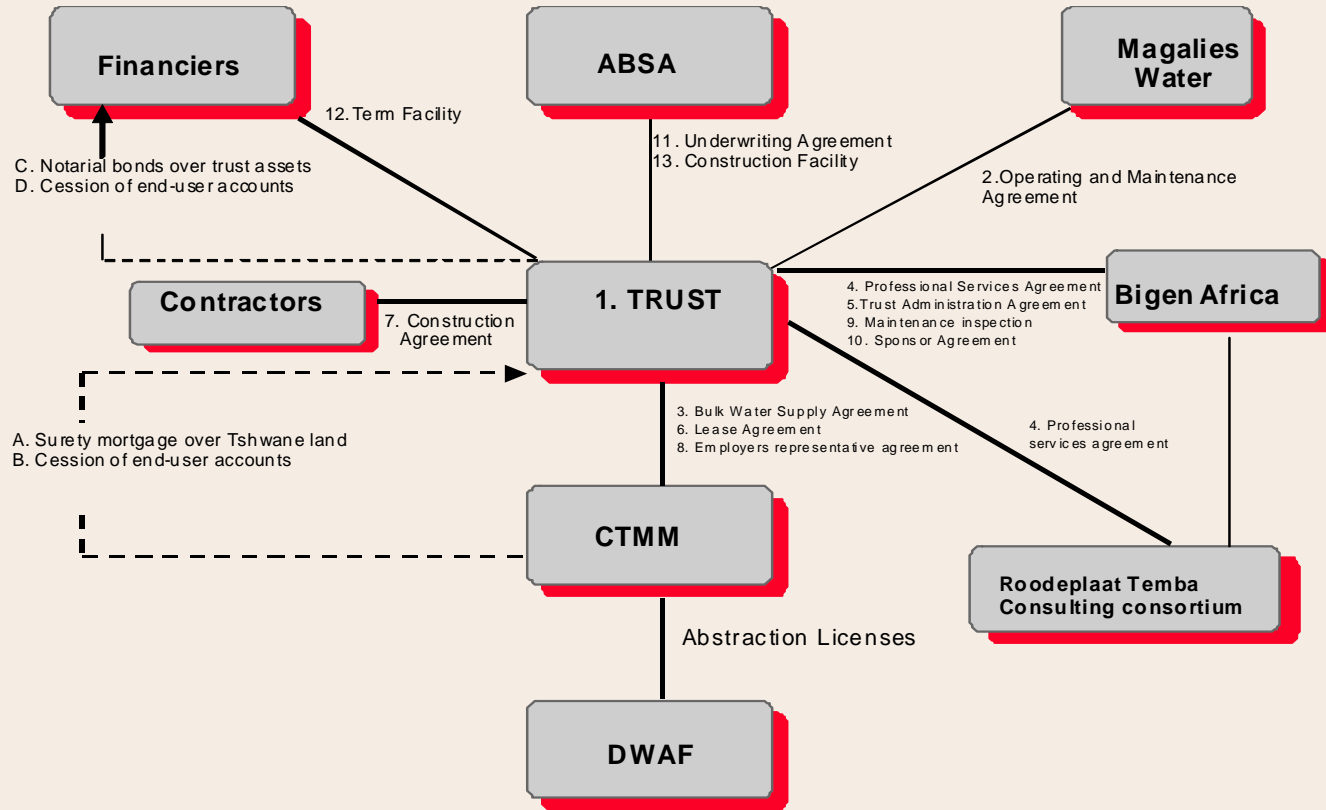 Financiers
ABSA
Magalies
Water
12. Term Facility
11. Underwriting Agreement
13. Construction Facility
C. Notarial bonds over trust assets
D. Cession of end-user accounts
2.Operating and Maintenance
Agreement
Contractors
1. TRUST
7. Construction
Agreement
4. Professional Services Agreement
5.Trust Administration Agreement
9. Maintenance inspection
10. Sponsor Agreement
Bigen Africa
A. Surety mortgage over Tshwane land
B. Cession of end-user accounts
3. Bulk Water Supply Agreement
6. Lease Agreement
8. Employers representative agreement
4. Professional
services agreement
CTMM
Roodeplaat Temba
Consulting consortium
Abstraction Licenses
DWAF